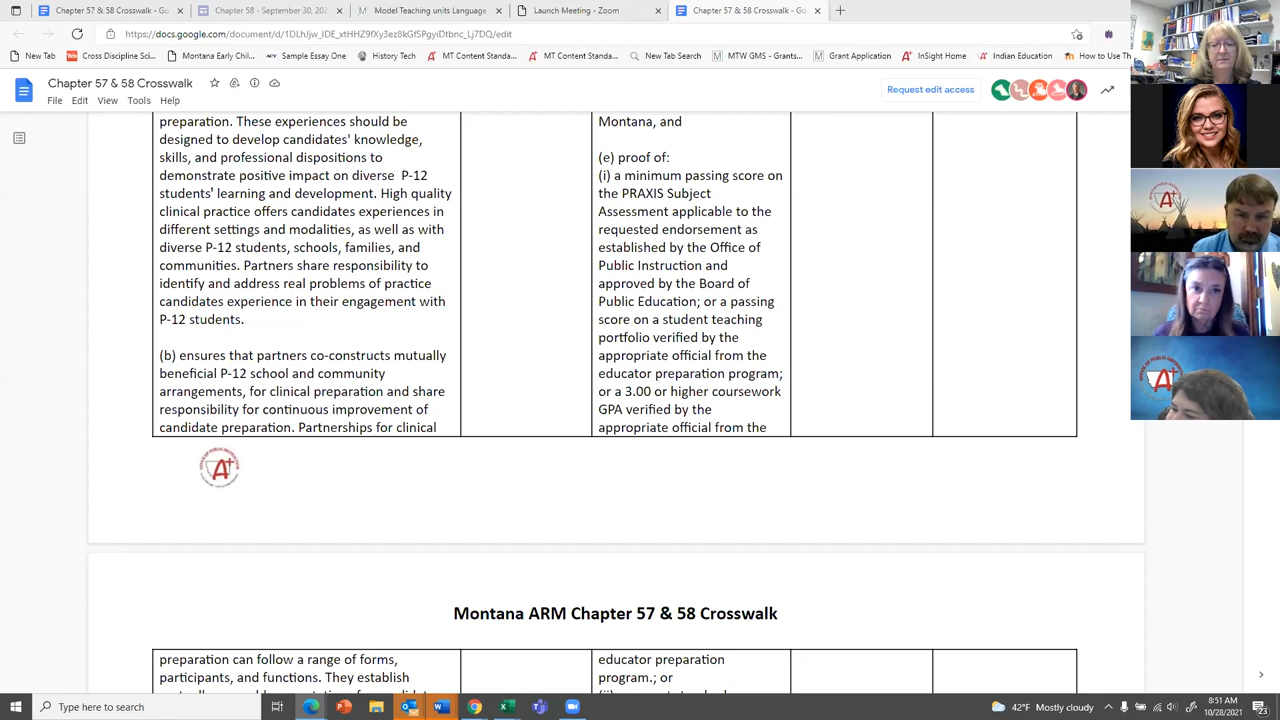 Chapter 57 & 58 Crosswalk - Go
Chapter 58 - September 30, 202
Model Teaching units Language
Launch Meeting - Zoom
Chapter 57 & 58 Crosswalk - Go
https://docs.google.com/document/d/1DLhJjw_IDE_xtHHZ9fXy3ez8kGfSPgyiDtbnc_Lj7DQ/edit
New Tab
Cross Discipline Sci...
Montana Early Chil...
Sample Essay One
History Tech
MT Content Standa...
MT Content Standar...
New Tab Search
MTW GMS - Grants...
Grant Application
InSight Home
Indian Education
How to Use Th
Chapter 57 & 58 Crosswalk
File Edit View Tools Help
Request edit access
preparation. These experiences should be
designed to develop candidates' knowledge,
skills, and professional dispositions to
demonstrate positive impact on diverse P-12
students' learning and development. High quality
clinical practice offers candidates experiences in
different settings and modalities, as well as with
diverse P-12 students, schools, families, and
communities. Partners share responsibility to
identify and address real problems of practice
candidates experience in their engagement with
P-12 students.
(b) ensures that partners co-constructs mutually
beneficial P-12 school and community
arrangements, for clinical preparation and share
responsibility for continuous improvement of
candidate preparation. Partnerships for clinical
Montana, and
(e) proof of:
(i) a minimum passing score on
the PRAXIS Subject
Assessment applicable to the
requested endorsement as
established by the Office of
Public Instruction and
approved by the Board of
Public Education; or a passing
score on a student teaching
portfolio verified by the
appropriate official from the
educator preparation program;
or a 3.00 or higher coursework
GPA verified by the
appropriate official from the
A+
Montana ARM Chapter 57 & 58 Crosswalk
preparation can follow a range of forms,
participants, and functions. They establish
educator preparation
program.; or
Type here to search
42°F Mostly cloudy
8:51 AM
10/28/2021
23